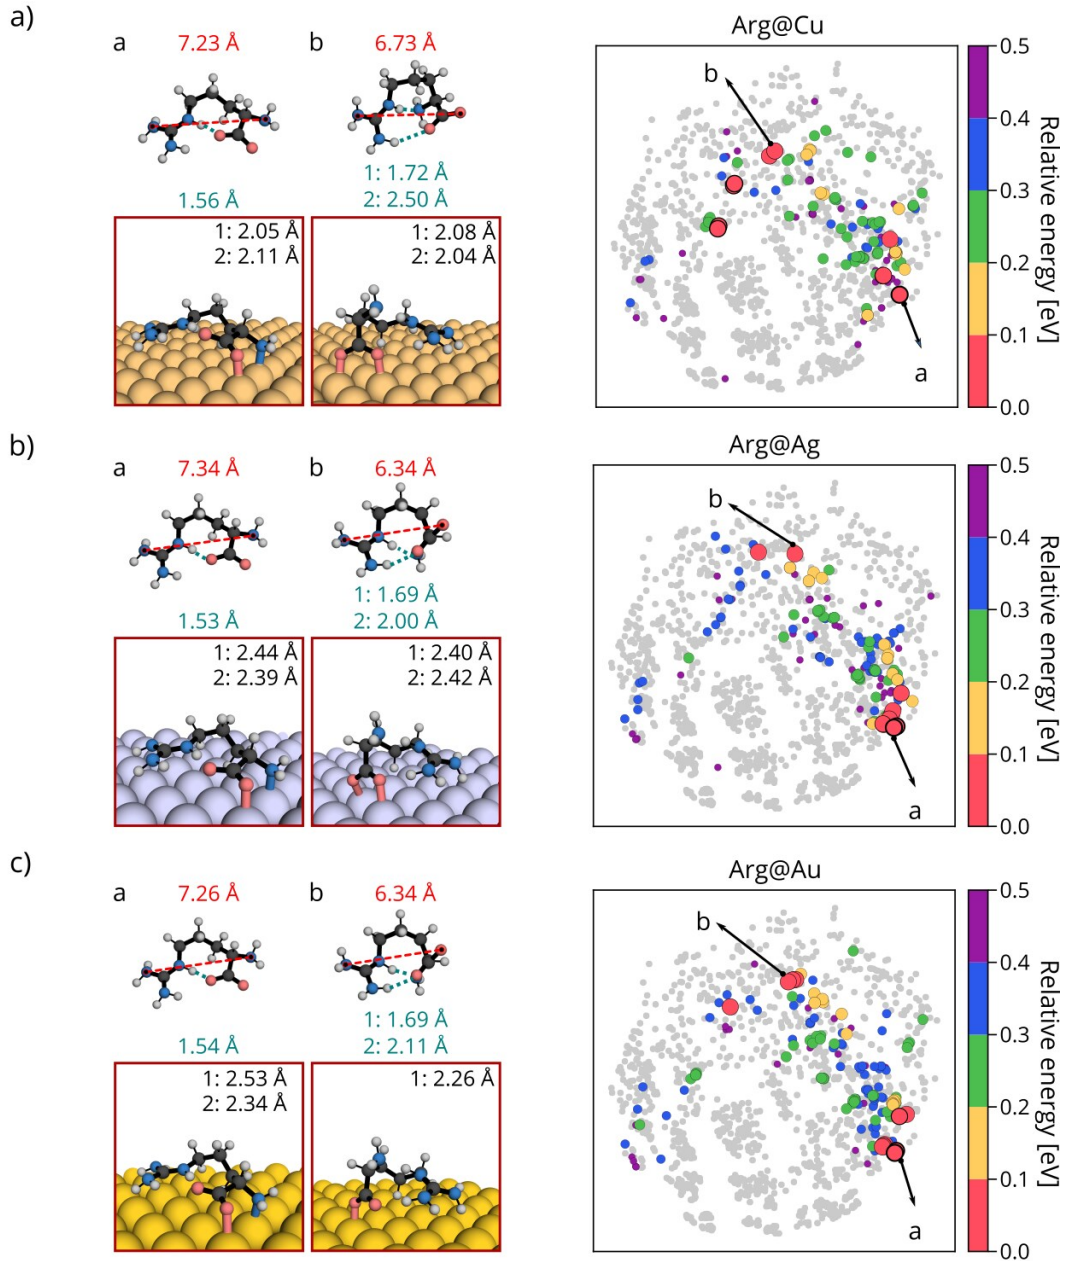 a)
a
7.23 Å
b
6.73 Å
1.56 Å
1: 1.72 Å
2: 2.50 Å
1: 2.05 Å
2: 2.11 Å
1: 2.08 Å
2: 2.04 Å
Arg@Cu
b
a
0.5
0.4
0.3
0.2
0.1
0.0
Relative energy [eV]
b)
a
7.34 Å
b
6.34 Å
1.53 Å
1: 1.69 Å
2: 2.00 Å
1: 2.44 Å
2: 2.39 Å
1: 2.40 Å
2: 2.42 Å
Arg@Ag
b
a
0.5
0.4
0.3
0.2
0.1
0.0
Relative energy [eV]
c)
a
7.26 Å
b
6.34 Å
1.54 Å
1: 1.69 Å
2: 2.11 Å
1: 2.53 Å
2: 2.34 Å
1: 2.26 Å
Arg@Au
b
a
0.5
0.4
0.3
0.2
0.1
0.0
Relative energy [eV]